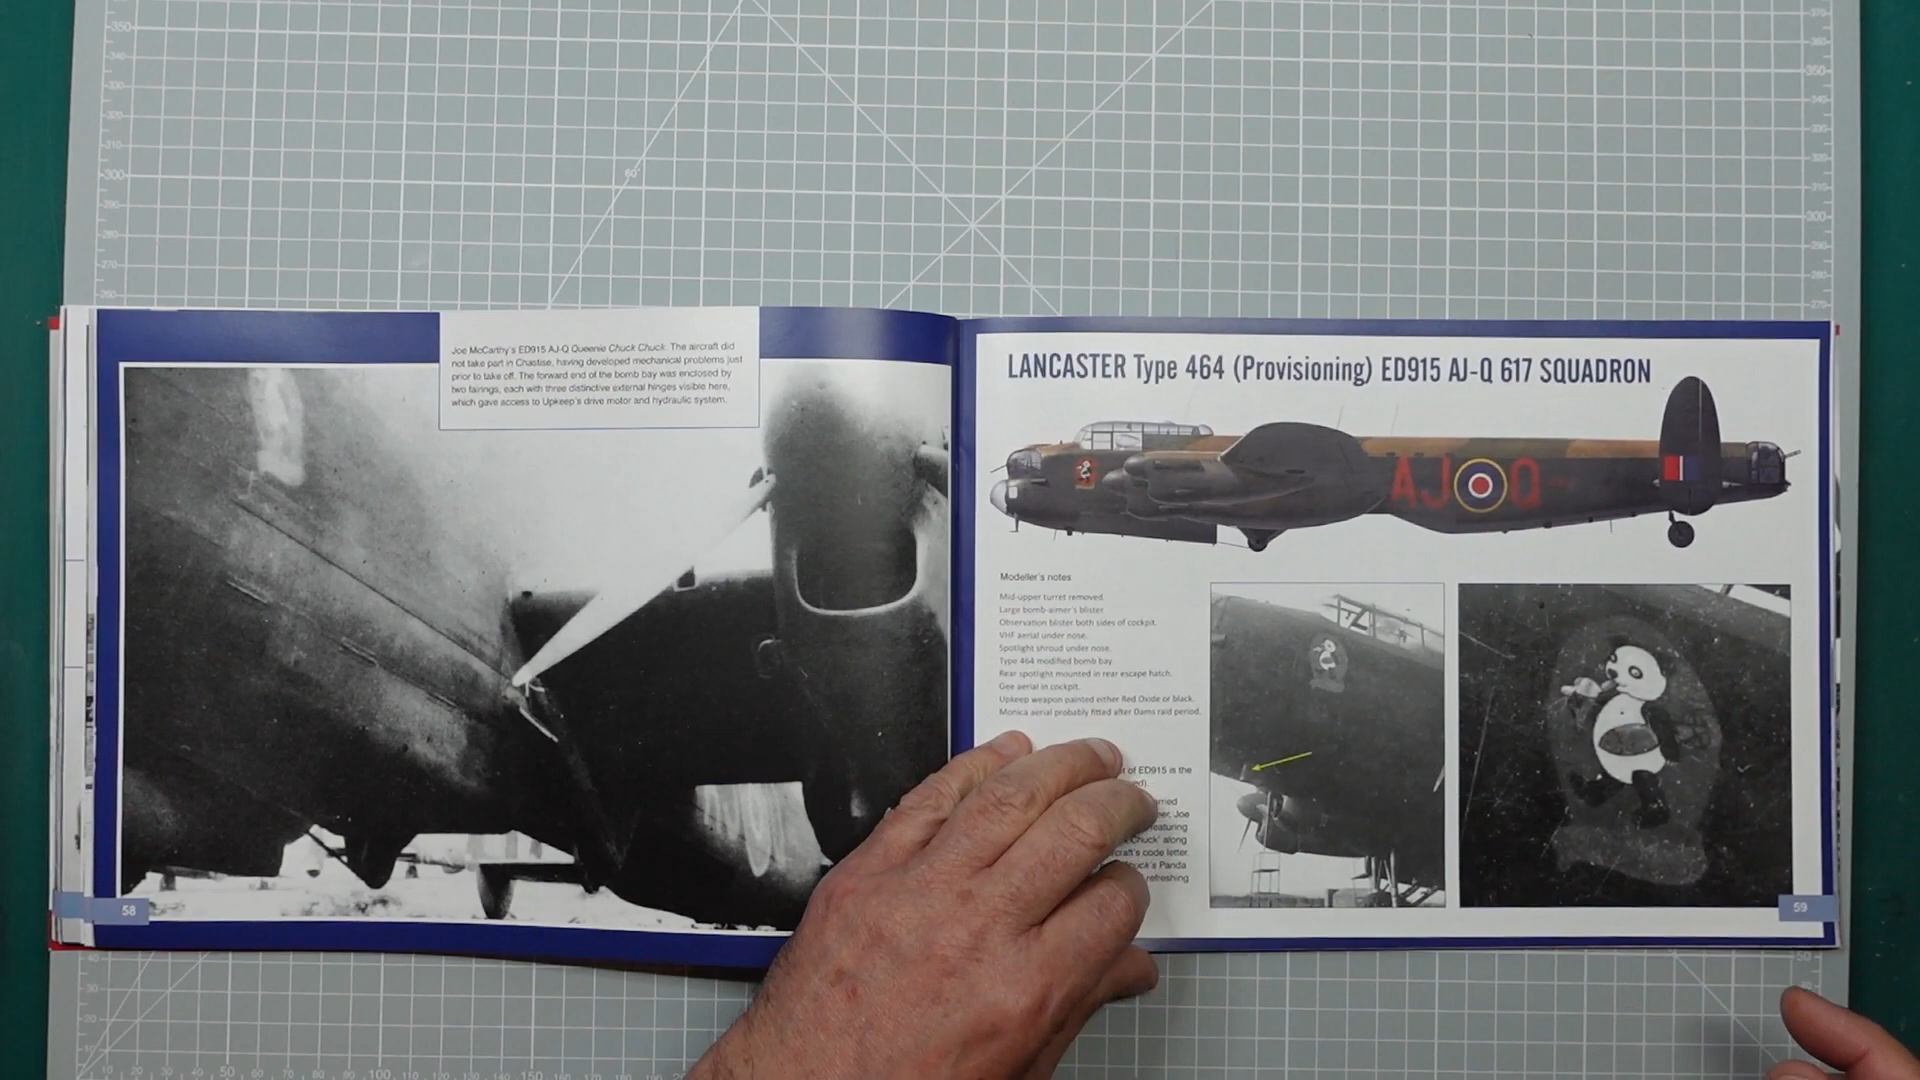 Joe McCarthy's ED915 AJ-Q Queenie Chuck Chuck. The aircraft did
not take part in Chastise, having developed mechanical problems just
prior to take off. The forward end of the bomb bay was enclosed by
two fairings, each with three distinctive external hinges visible here,
which gave access to Upkeep's drive motor and hydraulic system.
58
LANCASTER Type 464 (Provisioning) ED915 AJ-Q 617 SQUADRON
AJ Q
Modeller's notes
Mid-upper turret removed.
Large bomb-aimer's blister
Observation blister both sides of cockpit.
VHF aerial under nose.
Spotlight shroud under nose.
Type 464 modified bomb bay
Rear spotlight mounted in rear escape hatch.
Gee aerial in cockpit.
Upkeep weapon painted either Red Oxide or black.
Monica aerial probably fitted after Dams raid period.
of ED915 is the
Joe
featuring
Chuck' along
code letter.
Panda
refreshing
59